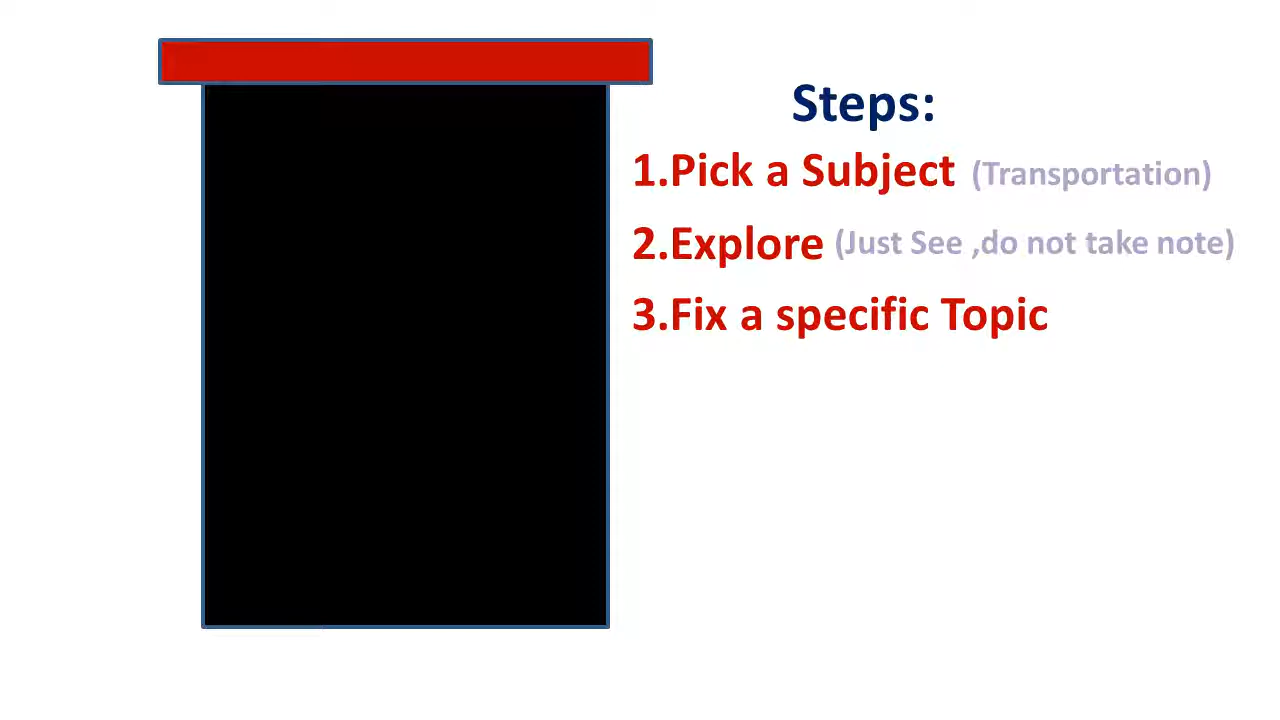 Steps:
1.Pick a Subject (Transportation)
2.Explore (Just See ,do not take note)
3.Fix a specific Topic